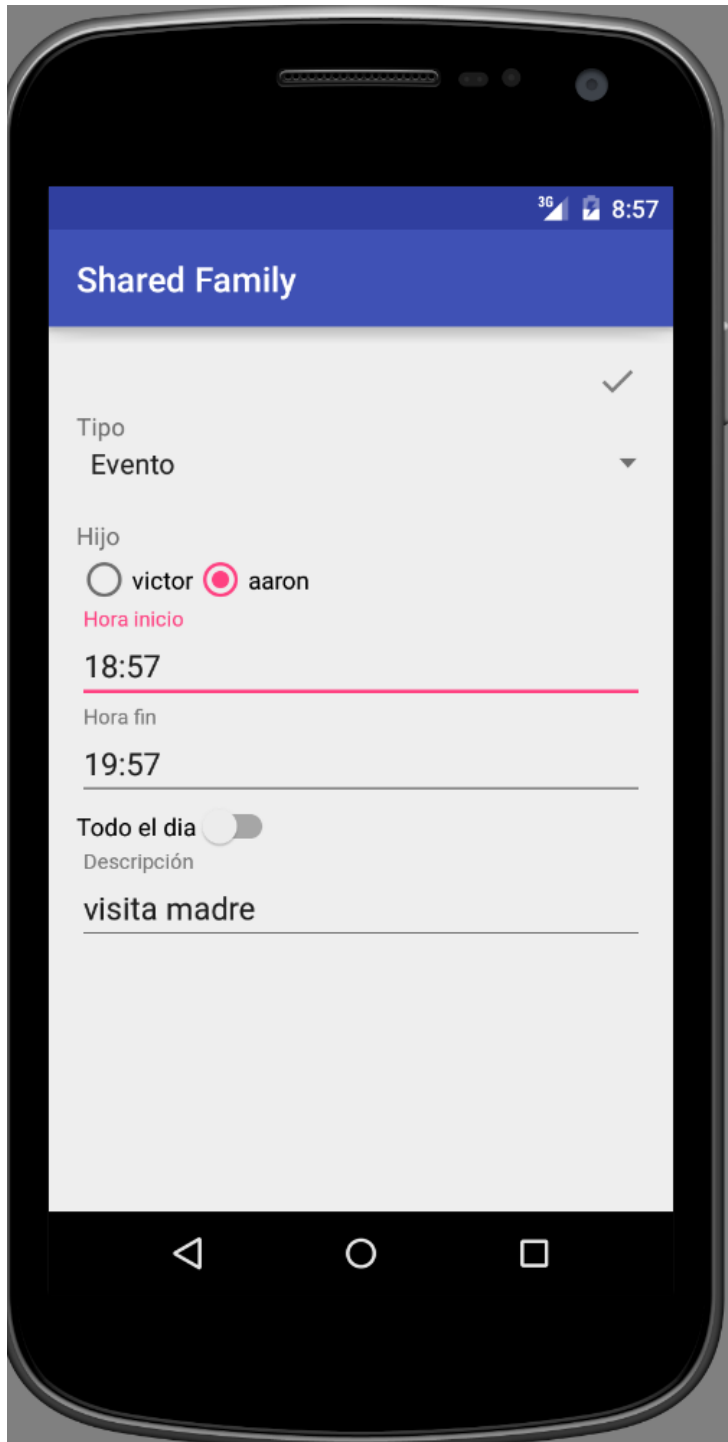 3G 8:57
Shared Family
Tipo
Evento
Hijo
victor aaron
Hora inicio
18:57
Hora fin
19:57
Todo el dia
Descripción
visita madre